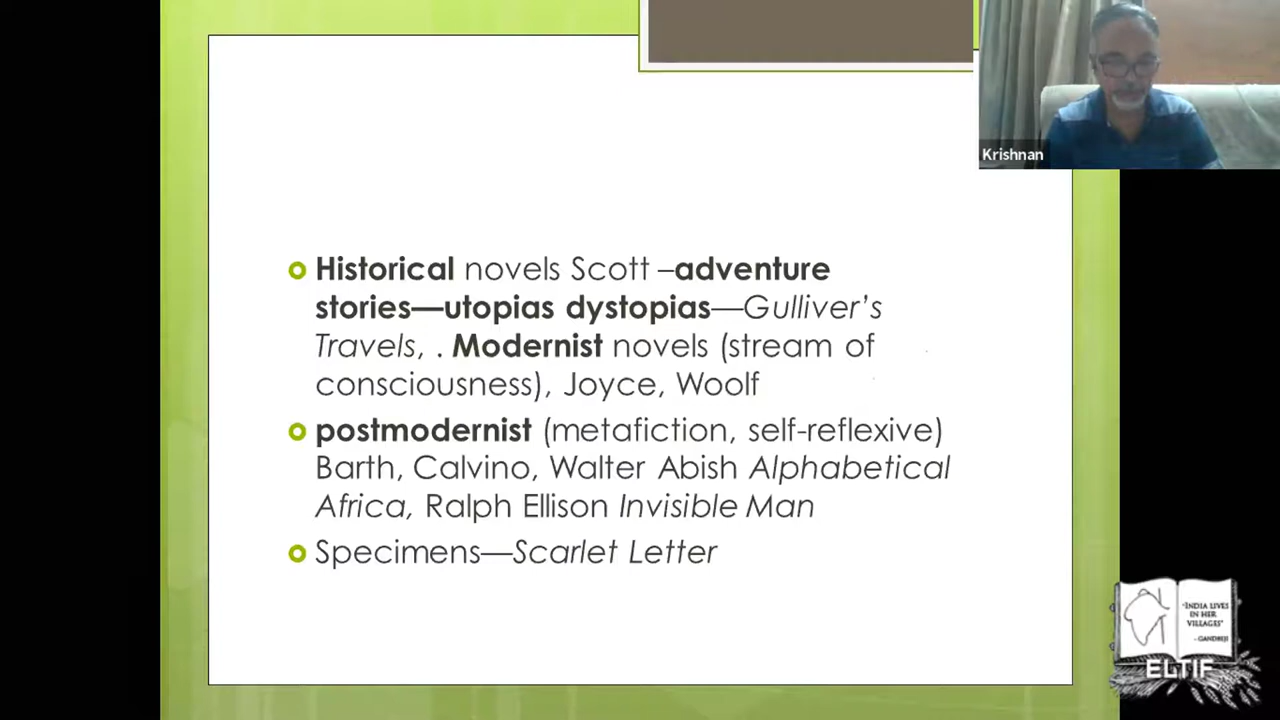 Krishnan
Historical novels Scott –adventure
stories—utopias dystopias—Gulliver's
Travels, . Modernist novels (stream of
consciousness), Joyce, Woolf
postmodernist (metafiction, self-reflexive)
Barth, Calvino, Walter Abish Alphabetical
Africa, Ralph Ellison Invisible Man
Specimens—Scarlet Letter
"INDIA LIVES
IN HER
VILLAGES"
- GANDHIJI
ELTIF